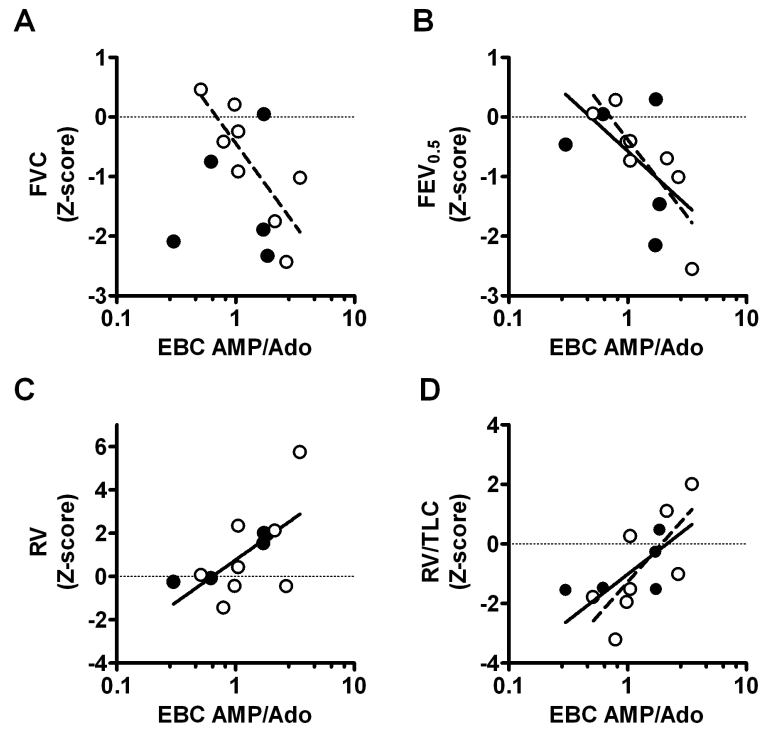 A
1
0
-1
-2
-3
FVC
(Z-score)
0.1
1
10
EBC AMP/Ado
B
1
0
-1
-2
-3
FEV0.5
(Z-score)
0.1
1
10
EBC AMP/Ado
C
6
4
2
0
-2
-4
RV
(Z-score)
0.1
1
10
EBC AMP/Ado
D
4
2
0
-2
-4
RV/TLC
(Z-score)
0.1
1
10
EBC AMP/Ado